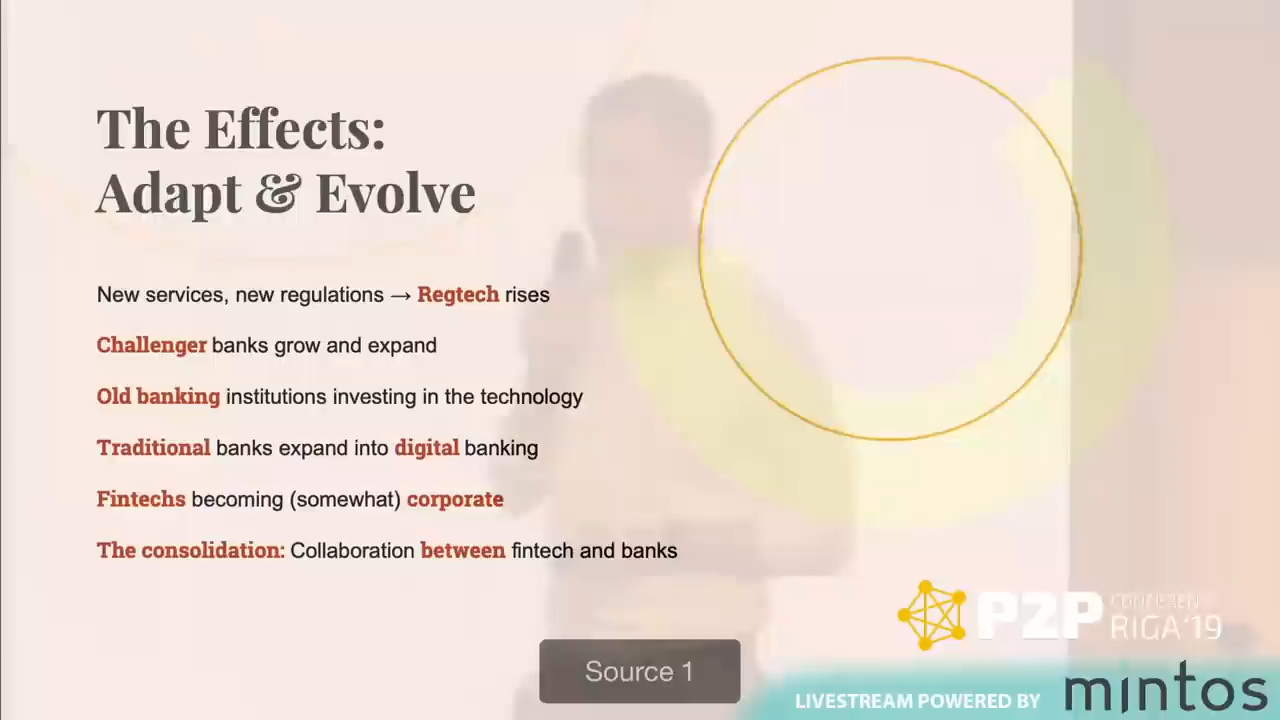 The Effects:
Adapt & Evolve
New services, new regulations → Regtech rises
Challenger banks grow and expand
Old banking institutions investing in the technology
Traditional banks expand into digital banking
Fintechs becoming (somewhat) corporate
The consolidation: Collaboration between fintech and banks
P2P
RIGA'19
Source 1
LIVESTREAM POWERED BY
mintos